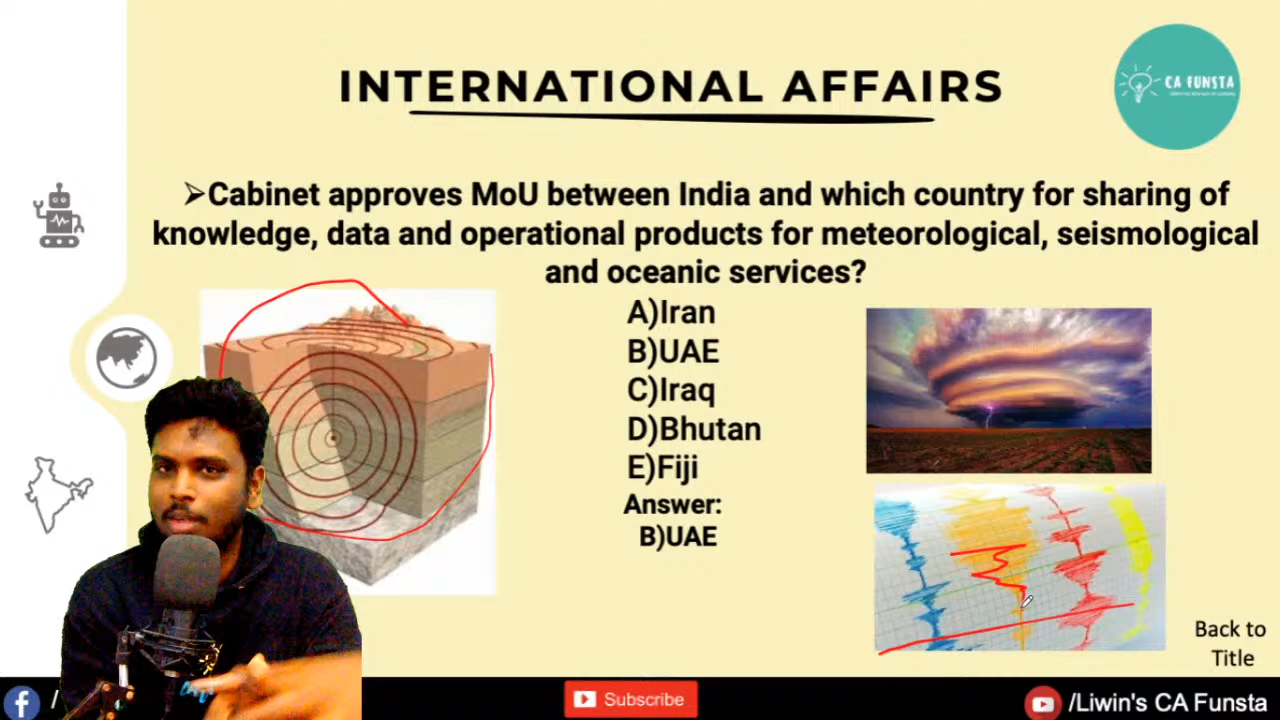 INTERNATIONAL AFFAIRS
CA FUNSTA
➢Cabinet approves MoU between India and which country for sharing of
knowledge, data and operational products for meteorological, seismological
and oceanic services?
A)Iran
B)UAE
C)Iraq
D)Bhutan
E)Fiji
Answer:
B)UAE
Back to
Title
f /
Subscribe
/Liwin's CA Funsta